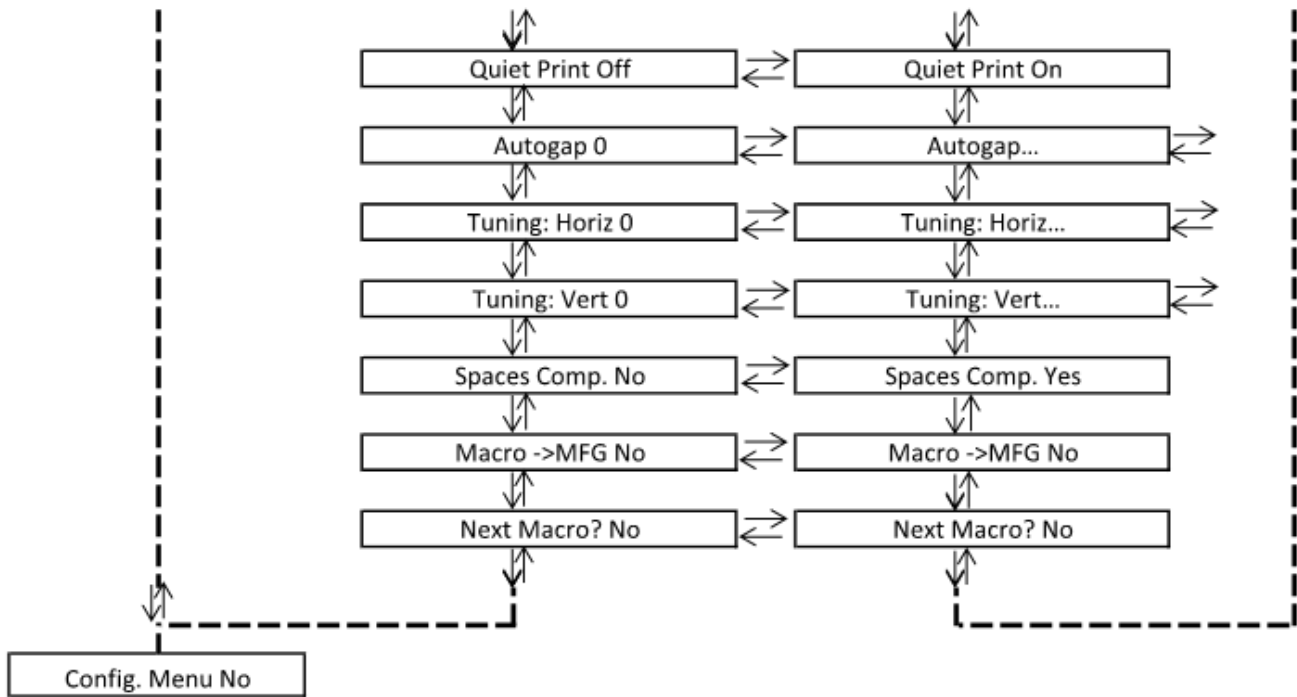 Quiet Print Off
Quiet Print On
Autogap 0
Autogap...
Tuning: Horiz 0
Tuning: Horiz...
Tuning: Vert 0
Tuning: Vert...
Spaces Comp. No
Spaces Comp. Yes
Macro ->MFG No
Macro ->MFG No
Next Macro? No
Next Macro? No
Config. Menu No